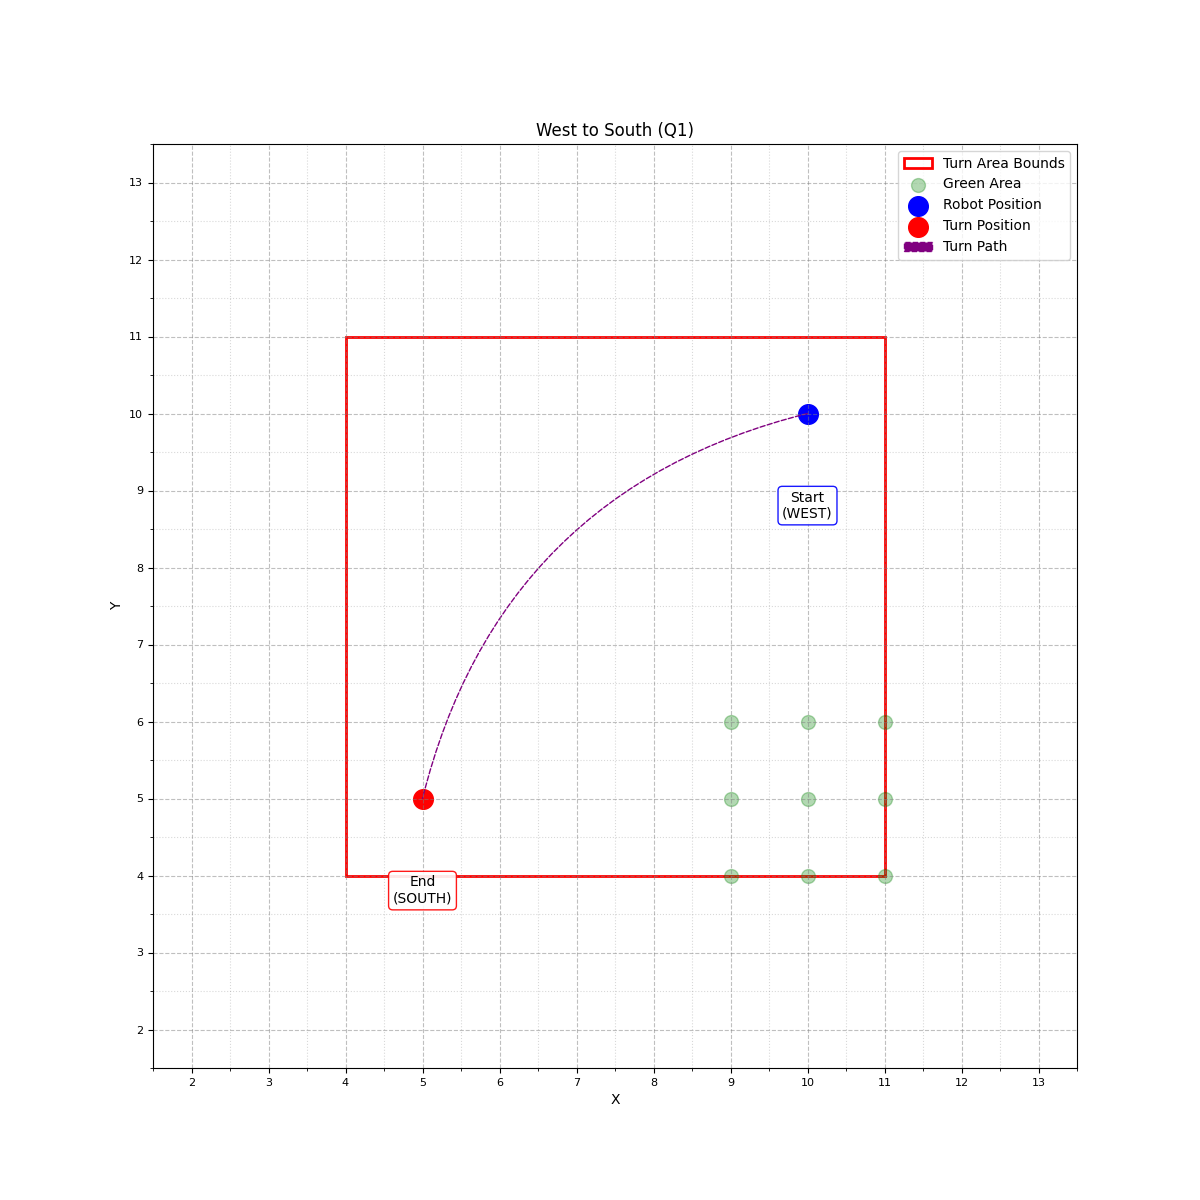 West to South (Q1)
Turn Area Bounds
Green Area
Robot Position
Turn Position
Turn Path
13
12
11
10
9
8
7
6
5
4
3
2
Y
Start
(WEST)
End
(SOUTH)
2 3 4 5 6 7 8 9 10 11 12 13
X